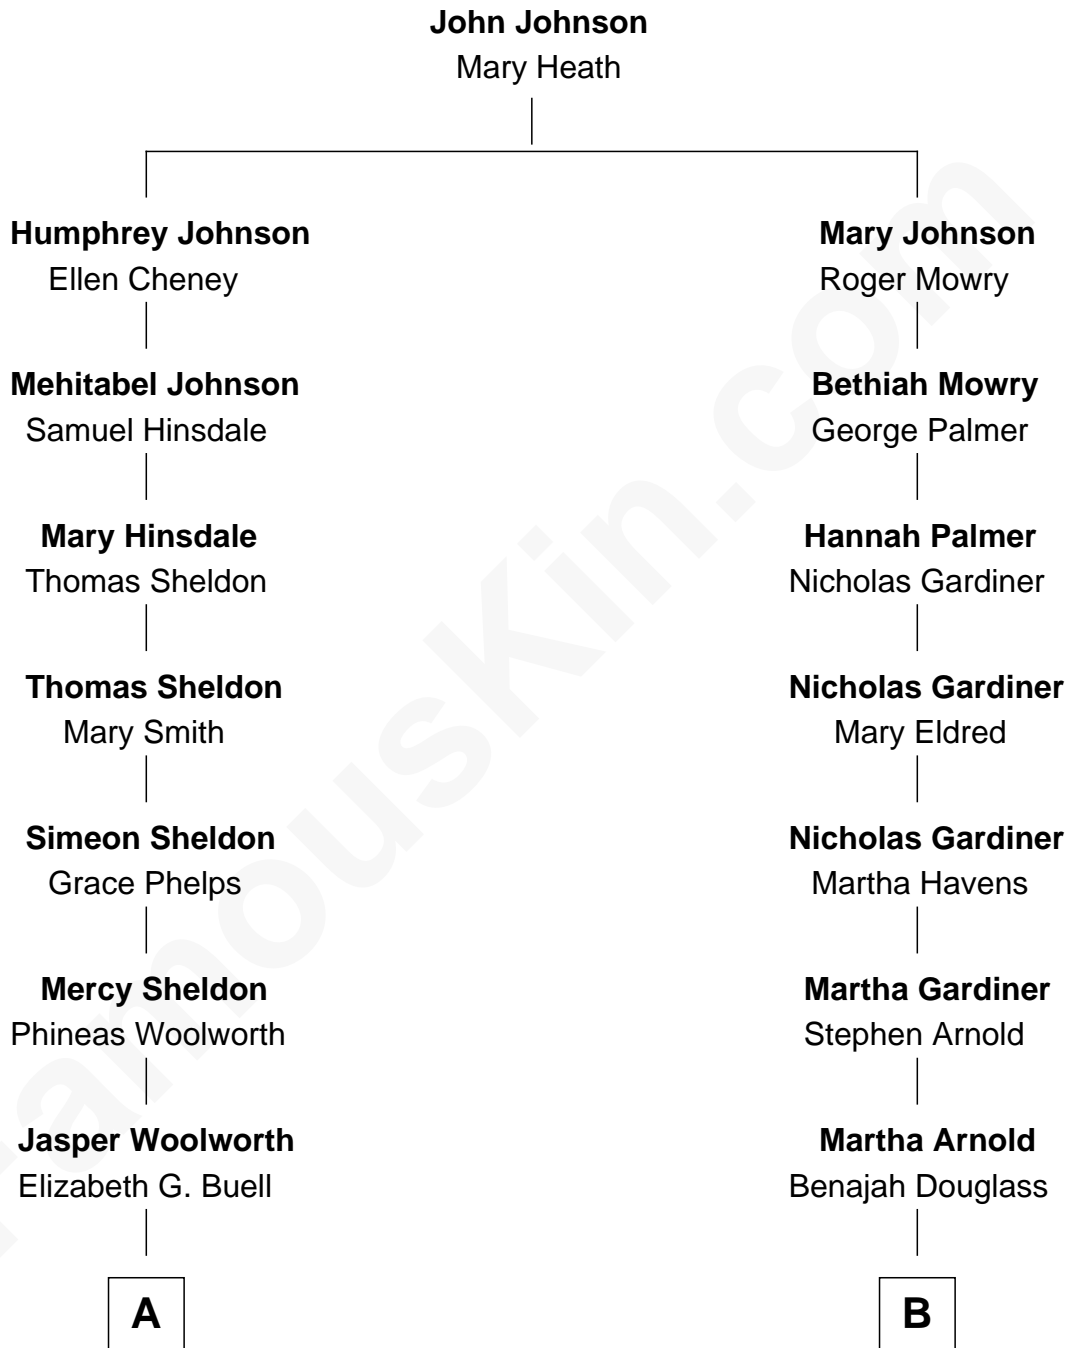 John Johnson
Mary Heath
Humphrey Johnson
Ellen Cheney
Mary Johnson
Roger Mowry
Mehitabel Johnson
Samuel Hinsdale
Bethiah Mowry
George Palmer
Mary Hinsdale
Thomas Sheldon
Hannah Palmer
Nicholas Gardiner
Thomas Sheldon
Mary Smith
Nicholas Gardiner
Mary Eldred
Simeon Sheldon
Grace Phelps
Nicholas Gardiner
Martha Havens
Mercy Sheldon
Phineas Woolworth
Martha Gardiner
Stephen Arnold
Jasper Woolworth
Elizabeth G. Buell
Martha Arnold
Benajah Douglass
A
B
FamousKin.com